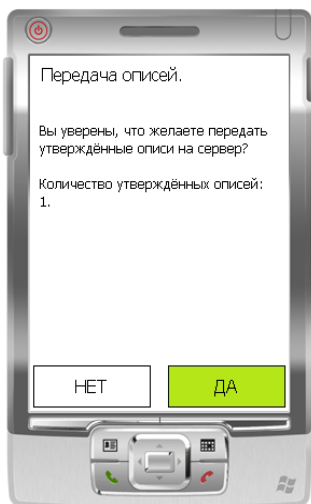 Передача описей.
Вы уверены, что желаете передать
утверждённые описи на сервер?
Количество утверждённых описей:
1.
НЕТ
ДА